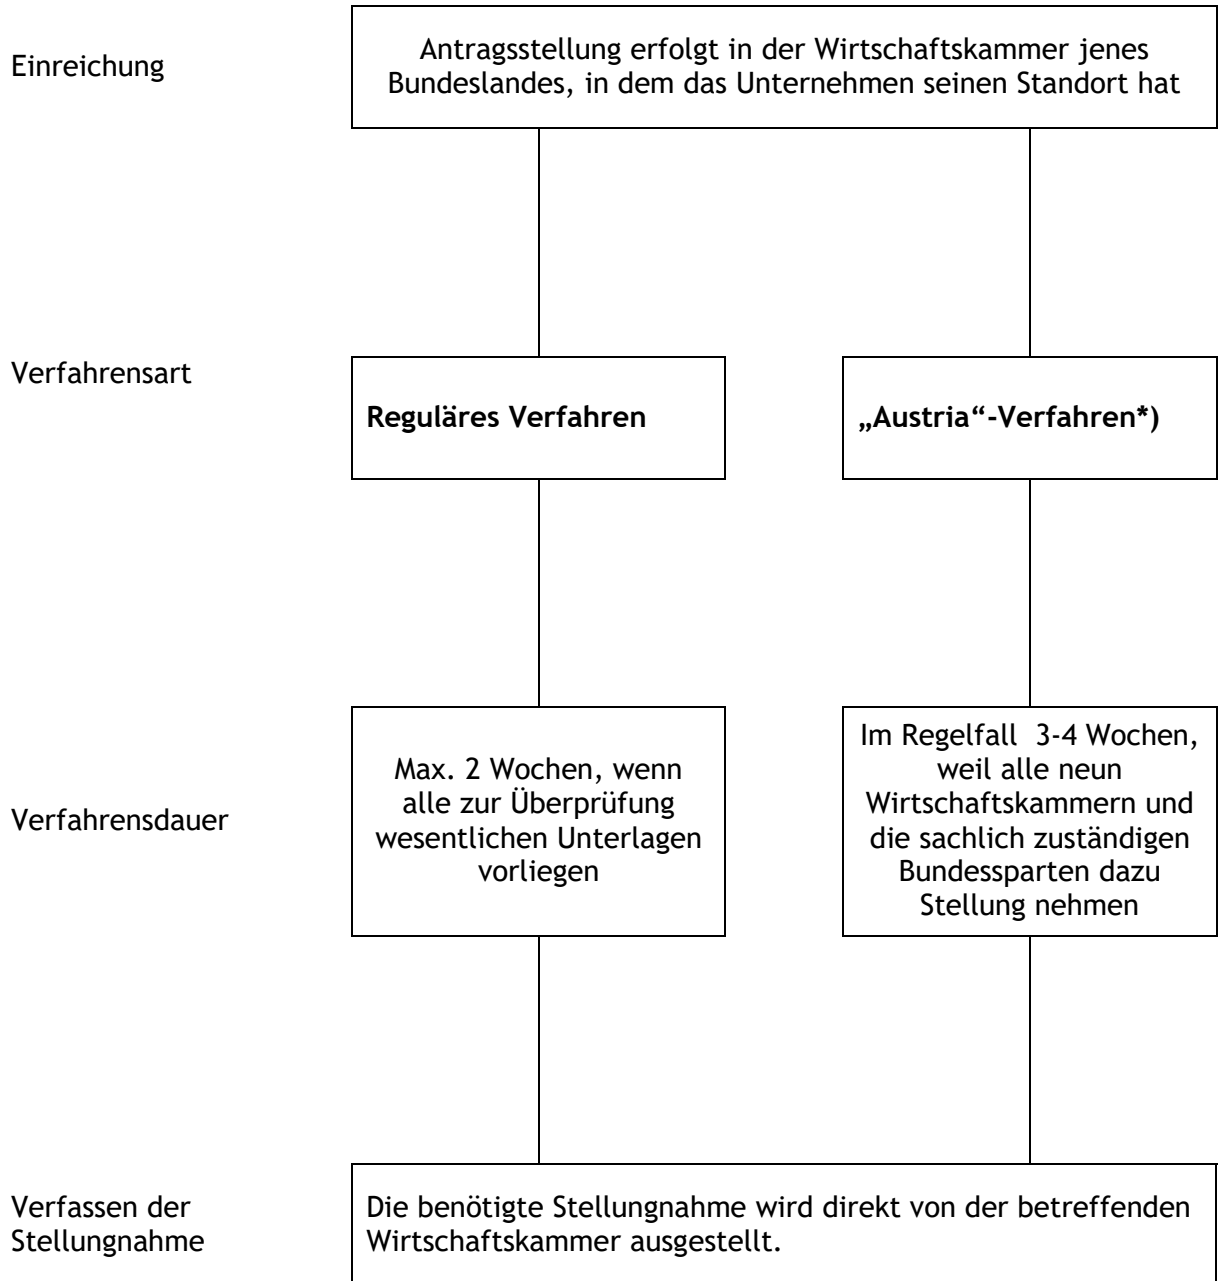 Einreichung
Antragsstellung erfolgt in der Wirtschaftskammer jenes
Bundeslandes, in dem das Unternehmen seinen Standort hat
Verfahrensart
Reguläres Verfahren
„Austria“-Verfahren*)
Verfahrensdauer
Max. 2 Wochen, wenn
alle zur Überprüfung
wesentlichen Unterlagen
vorliegen
Im Regelfall  3-4 Wochen,
weil alle neun
Wirtschaftskammern und
die sachlich zuständigen
Bundessparten dazu
Stellung nehmen
Verfassen der
Stellungnahme
Die benötigte Stellungnahme wird direkt von der betreffenden
Wirtschaftskammer ausgestellt.